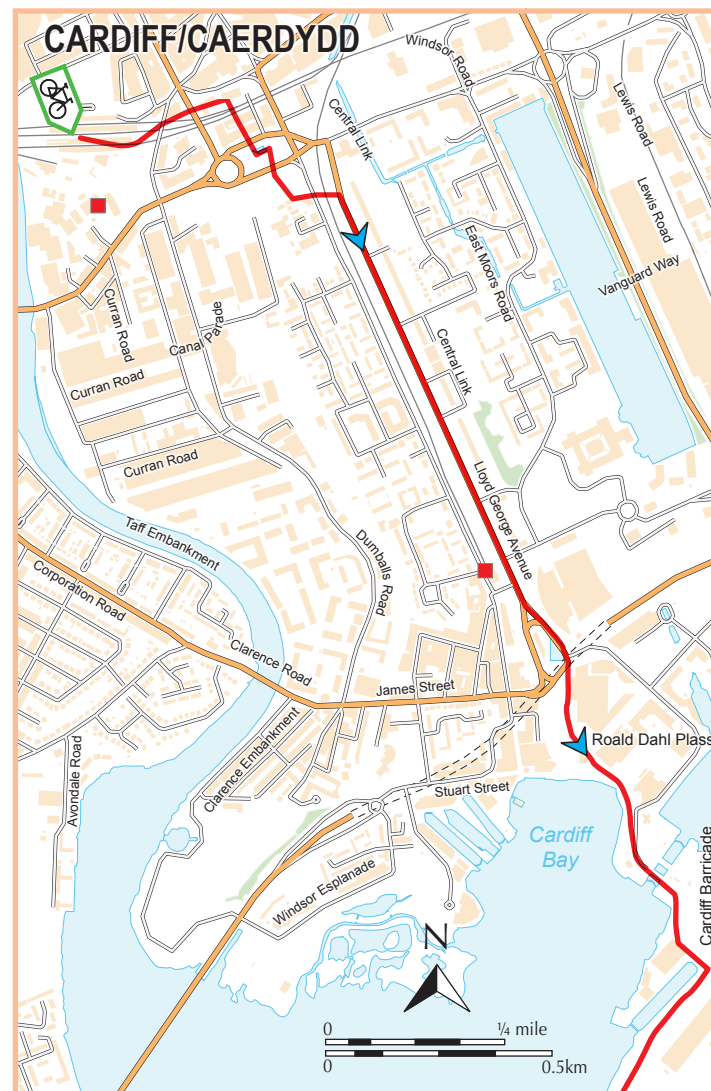 CARDIFF/CAERDYDD
Windsor Road
Central Link
Lewis Road
Lewis Road
East Moors Road
Vanguard Way
Curran Road
Canal Parade
Curran Road
Central Link
Curran Road
Lloyd George Avenue
Taff Embankment
Dumballs Road
Corporation Road
Clarence Road
James Street
Clarence Embankment
Avondale Road
Roald Dahl Plass
Stuart Street
Cardiff
Bay
Cardiff Barricade
Windsor Esplanade
N
0 ¼ mile
0 0.5km